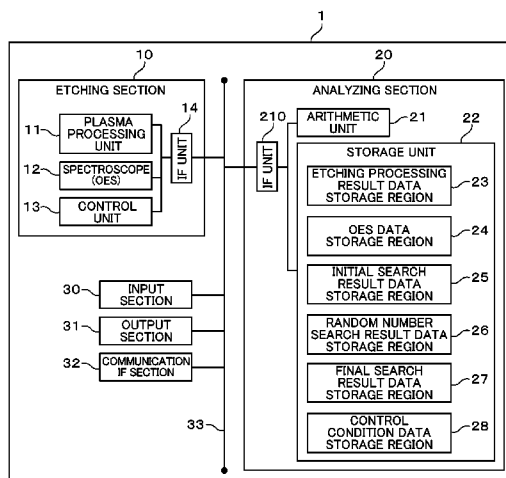 1
10
ETCHING SECTION
14
11
PLASMA
PROCESSING
UNIT
12
SPECTROSCOPE
(OES)
13
CONTROL
UNIT
IF UNIT
20
ANALYZING SECTION
210
IF UNIT
ARITHMETIC
UNIT
21
22
STORAGE UNIT
ETCHING PROCESSING
RESULT DATA
STORAGE REGION
23
OES DATA
STORAGE REGION
24
INITIAL SEARCH
RESULT DATA
STORAGE REGION
25
RANDOM NUMBER
SEARCH RESULT DATA
STORAGE REGION
26
FINAL SEARCH
RESULT DATA
STORAGE REGION
27
CONTROL
CONDITION DATA
STORAGE REGION
28
30
INPUT
SECTION
31
OUTPUT
SECTION
32
COMMUNICATION
IF SECTION
33